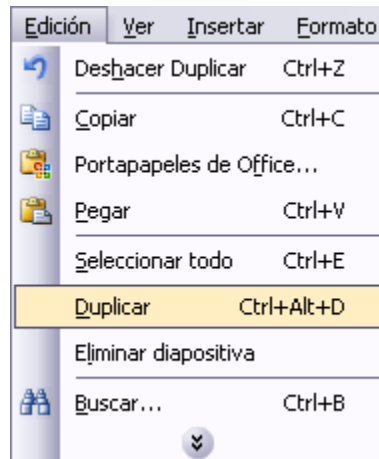 Edición Ver Insertar Formato
Deshacer Duplicar Ctrl+Z
Copiar Ctrl+C
Portapapeles de Office...
Pegar Ctrl+V
Seleccionar todo Ctrl+E
Duplicar Ctrl+Alt+D
Eliminar diapositiva
Buscar... Ctrl+B